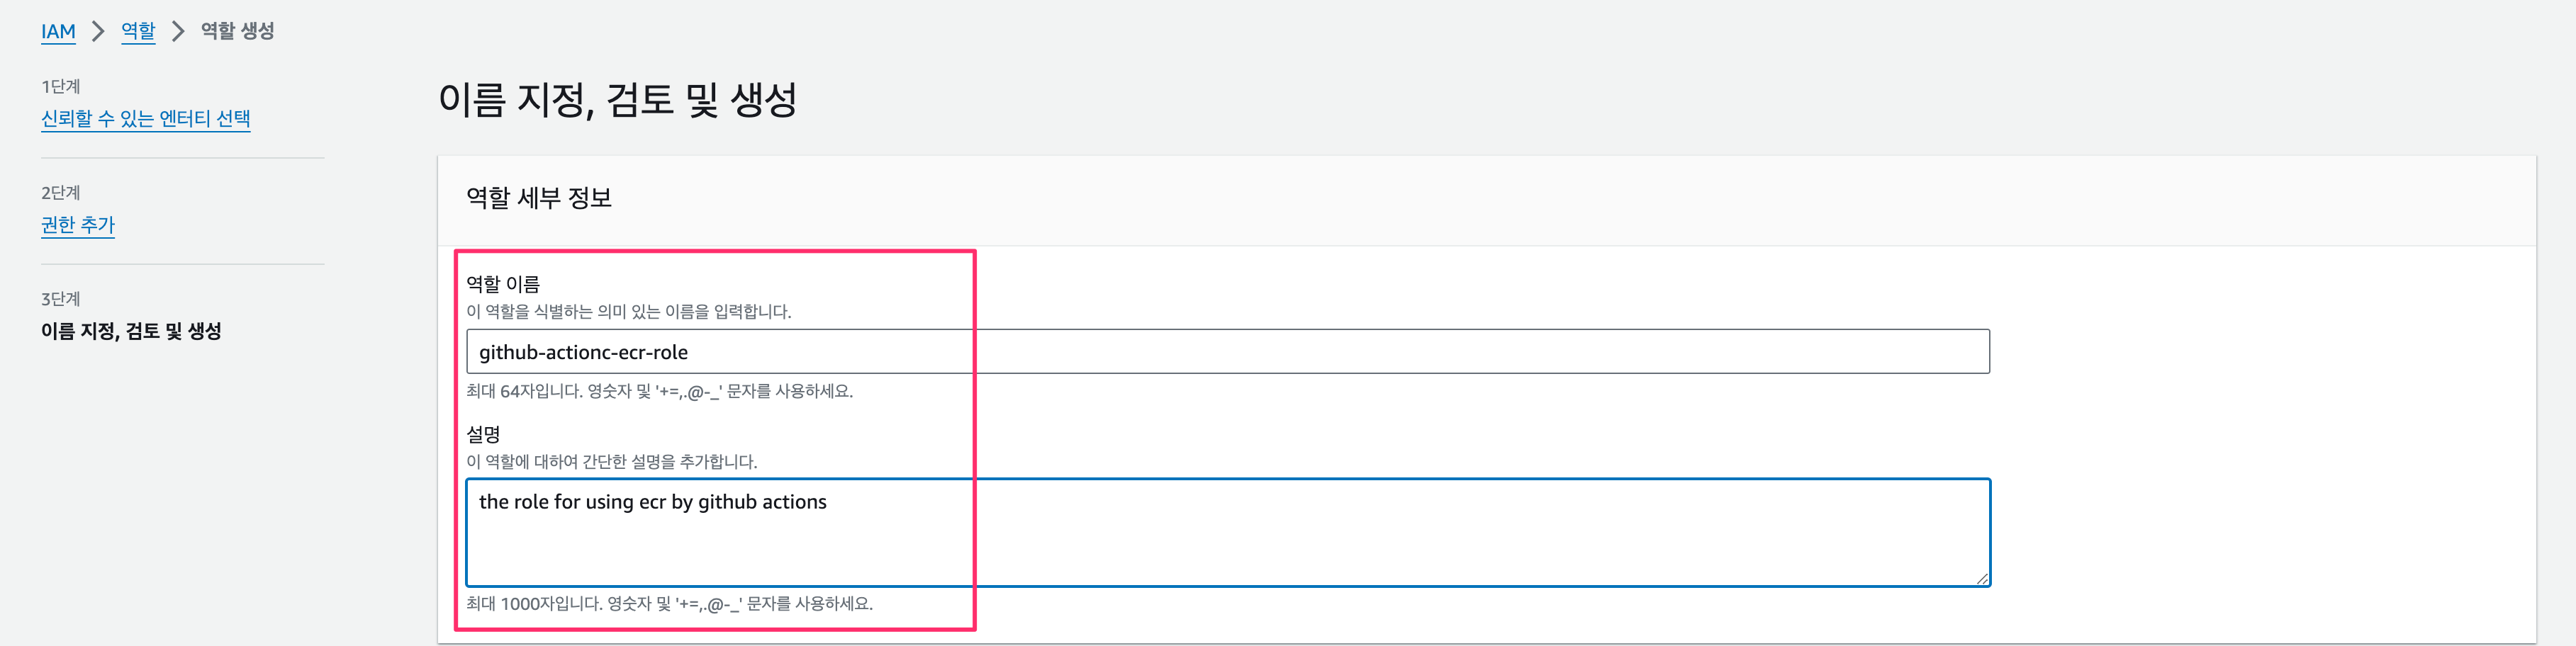 IAM > 역할 > 역할 생성
1단계
신뢰할 수 있는 엔터티 선택
2단계
권한 추가
3단계
이름 지정, 검토 및 생성
이름 지정, 검토 및 생성
역할 세부 정보
역할 이름
이 역할을 식별하는 의미 있는 이름을 입력합니다.
github-actionc-ecr-role
최대 64자입니다. 영숫자 및 '+=,.@-_' 문자를 사용하세요.
설명
이 역할에 대하여 간단한 설명을 추가합니다.
the role for using ecr by github actions
최대 1000자입니다. 영숫자 및 '+=,.@-_' 문자를 사용하세요.